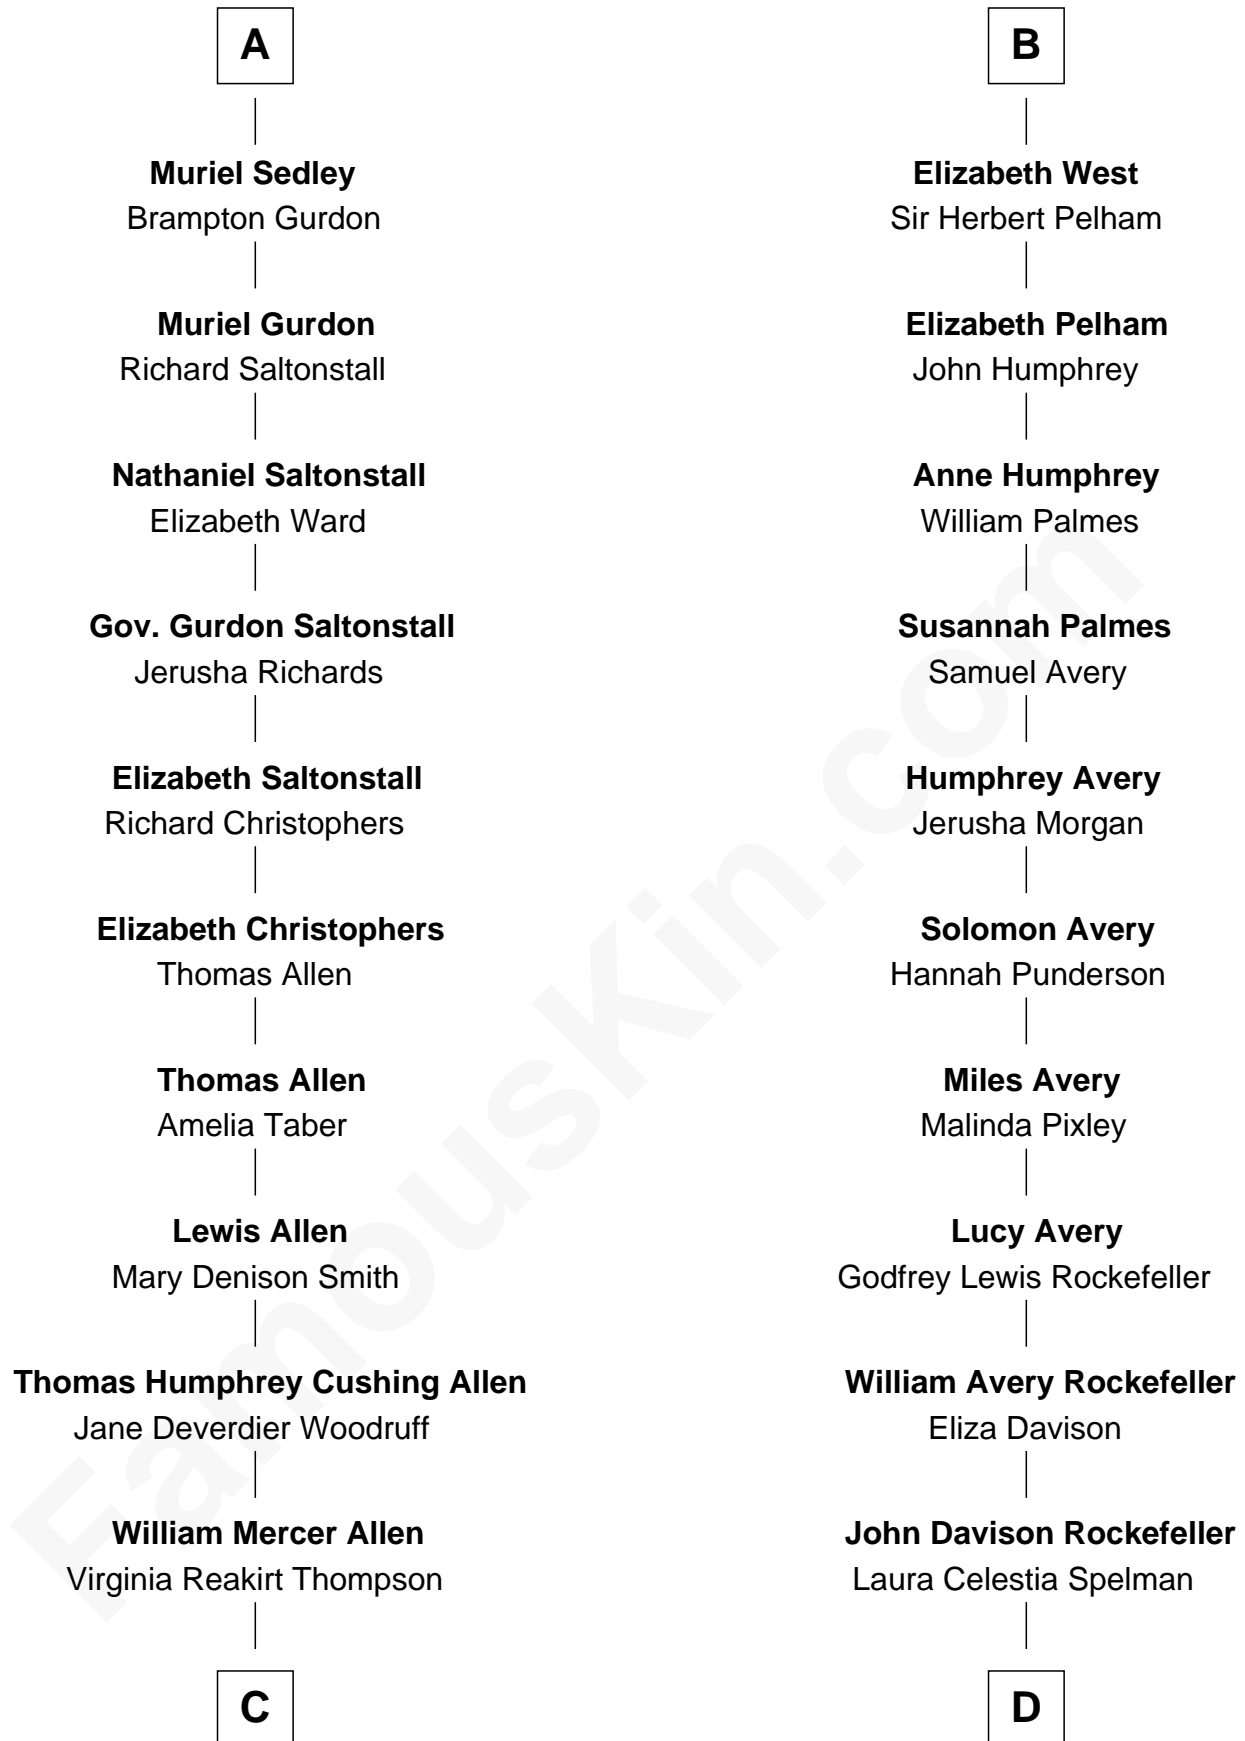 A
Muriel Sedley
Brampton Gurdon
Muriel Gurdon
Richard Saltonstall
Nathaniel Saltonstall
Elizabeth Ward
Gov. Gurdon Saltonstall
Jerusha Richards
Elizabeth Saltonstall
Richard Christophers
Elizabeth Christophers
Thomas Allen
Thomas Allen
Amelia Taber
Lewis Allen
Mary Denison Smith
Thomas Humphrey Cushing Allen
Jane Deverdier Woodruff
William Mercer Allen
Virginia Reakirt Thompson
C
B
Elizabeth West
Sir Herbert Pelham
Elizabeth Pelham
John Humphrey
Anne Humphrey
William Palmes
Susannah Palmes
Samuel Avery
Humphrey Avery
Jerusha Morgan
Solomon Avery
Hannah Punderson
Miles Avery
Malinda Pixley
Lucy Avery
Godfrey Lewis Rockefeller
William Avery Rockefeller
Eliza Davison
John Davison Rockefeller
Laura Celestia Spelman
D
FamousKin.com